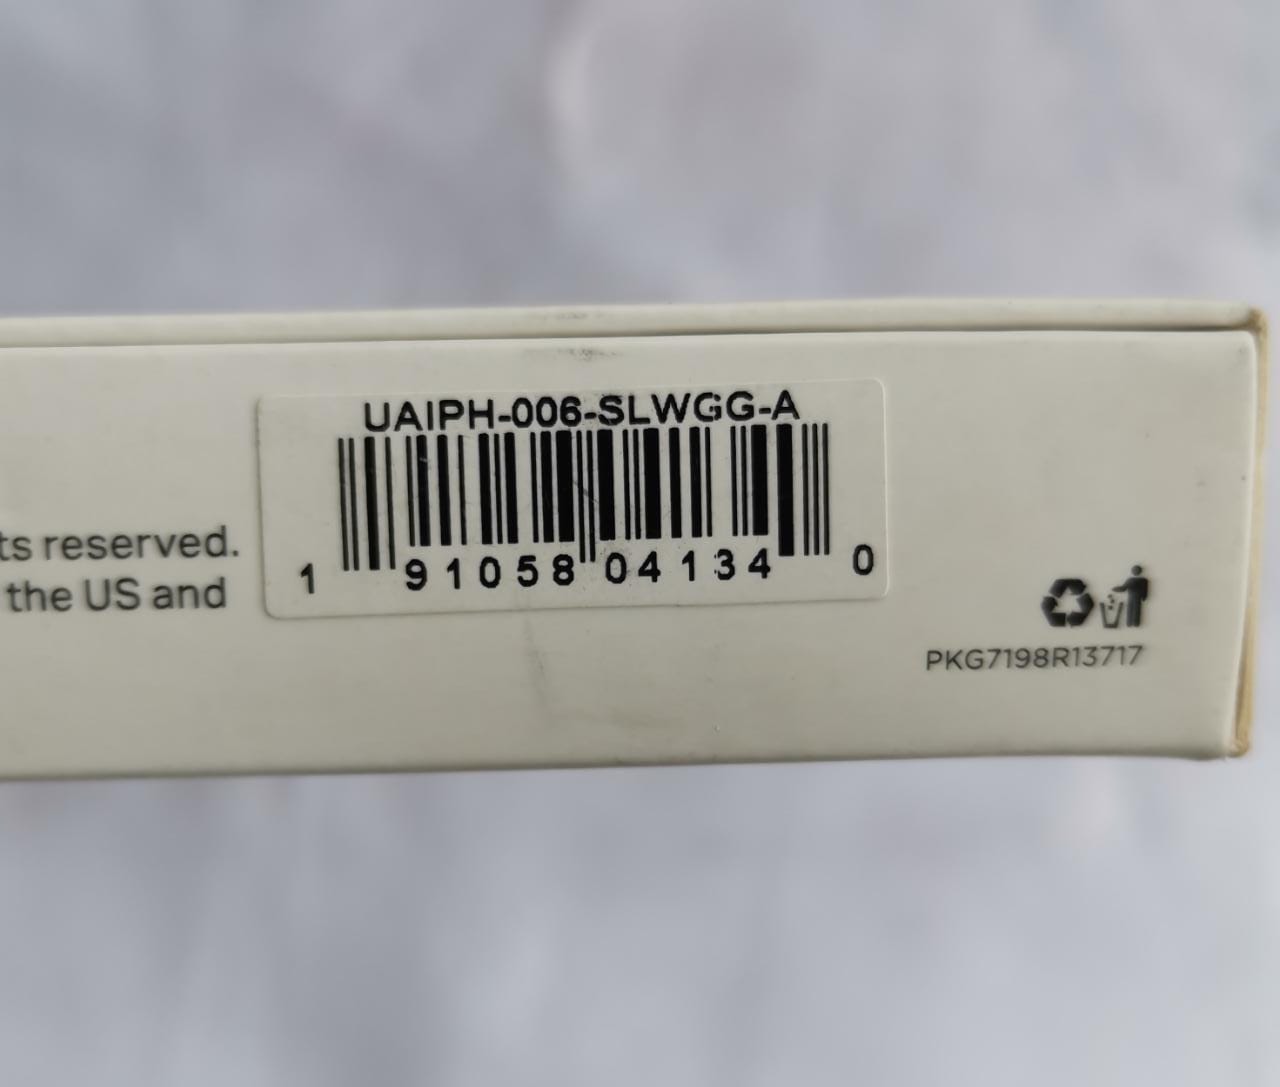 UAIPH-006-SLWGG-A
1 91058 04134 0
ts reserved.
the US and
PKG7198R13717